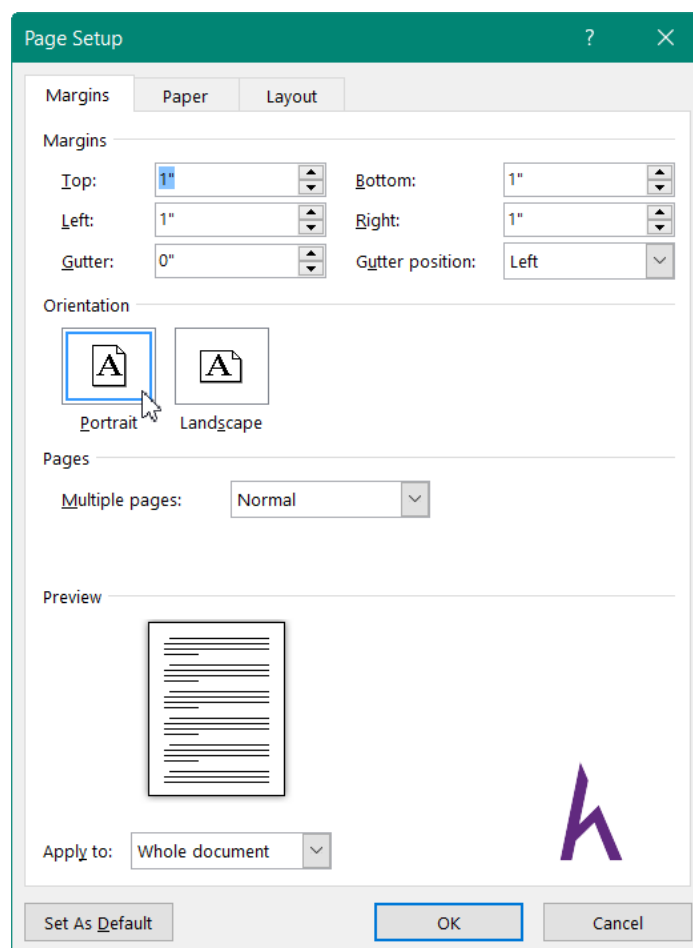 Page Setup ?
Margins Paper Layout
Margins
Top: 1" Bottom: 1"
Left: 1" Right: 1"
Gutter: 0" Gutter position: Left
Orientation
A A
Portrait Landscape
Pages
Multiple pages: Normal
Preview
Apply to: Whole document
Set As Default OK Cancel